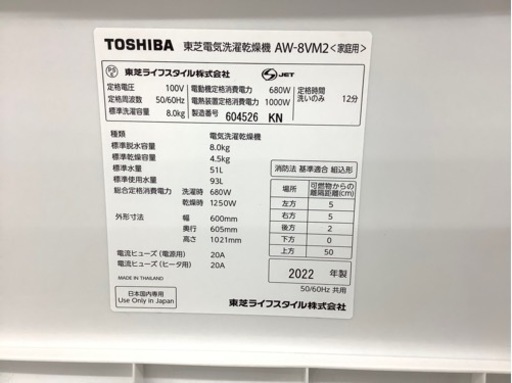 TOSHIBA 東芝電気洗濯乾燥機 AW-8VM2<家庭用>
東芝ライフスタイル株式会社 S JET
定格電圧 100V 電動機定格消費電力 680W 定格時間
定格周波数 50/60Hz 電熱装置定格消費電力 1000W 洗いのみ 12分
標準洗濯容量 8.0kg 製造番号 604526 KN
種類 電気洗濯乾燥機
標準脱水容量 8.0kg
標準乾燥容量 4.5kg
標準水量 51L
標準使用水量 93L
総合定格消費電力 洗濯時 680W
乾燥時 1250W
外形寸法 幅 600mm
奥行 605mm
高さ 1021mm
電流ヒューズ(電源用) 20A
電流ヒューズ(ヒータ用) 20A
MADE IN THAILAND
日本国内専用
Use Only in Japan
消防法 基準適合 組込形
場所 可燃物からの離隔距離(cm)
左方 5
右方 5
後方 2
下方 0
上方 50
2022 年製
50/60Hz 共用
東芝ライフスタイル株式会社